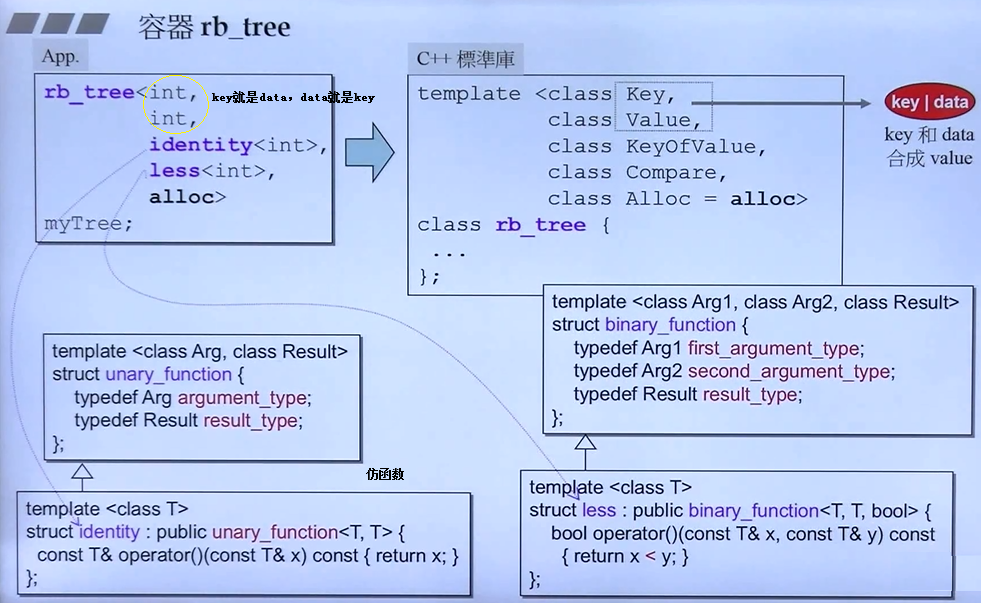 容器 rb_tree
App.
rb_tree<int,
int,
identity<int>,
less<int>,
alloc>
myTree;
key就是data，data就是key
C++ 標準庫
template <class Key,
class Value,
class KeyOfValue,
class Compare,
class Alloc = alloc>
class rb_tree {
...
};
key | data
key 和 data
合成 value
template <class Arg, class Result>
struct unary_function {
typedef Arg argument_type;
typedef Result result_type;
};
template <class Arg1, class Arg2, class Result>
struct binary_function {
typedef Arg1 first_argument_type;
typedef Arg2 second_argument_type;
typedef Result result_type;
};
仿函数
template <class T>
struct identity : public unary_function<T, T> {
const T& operator()(const T& x) const { return x; }
};
template <class T>
struct less : public binary_function<T, T, bool> {
bool operator()(const T& x, const T& y) const
{ return x < y; }
};